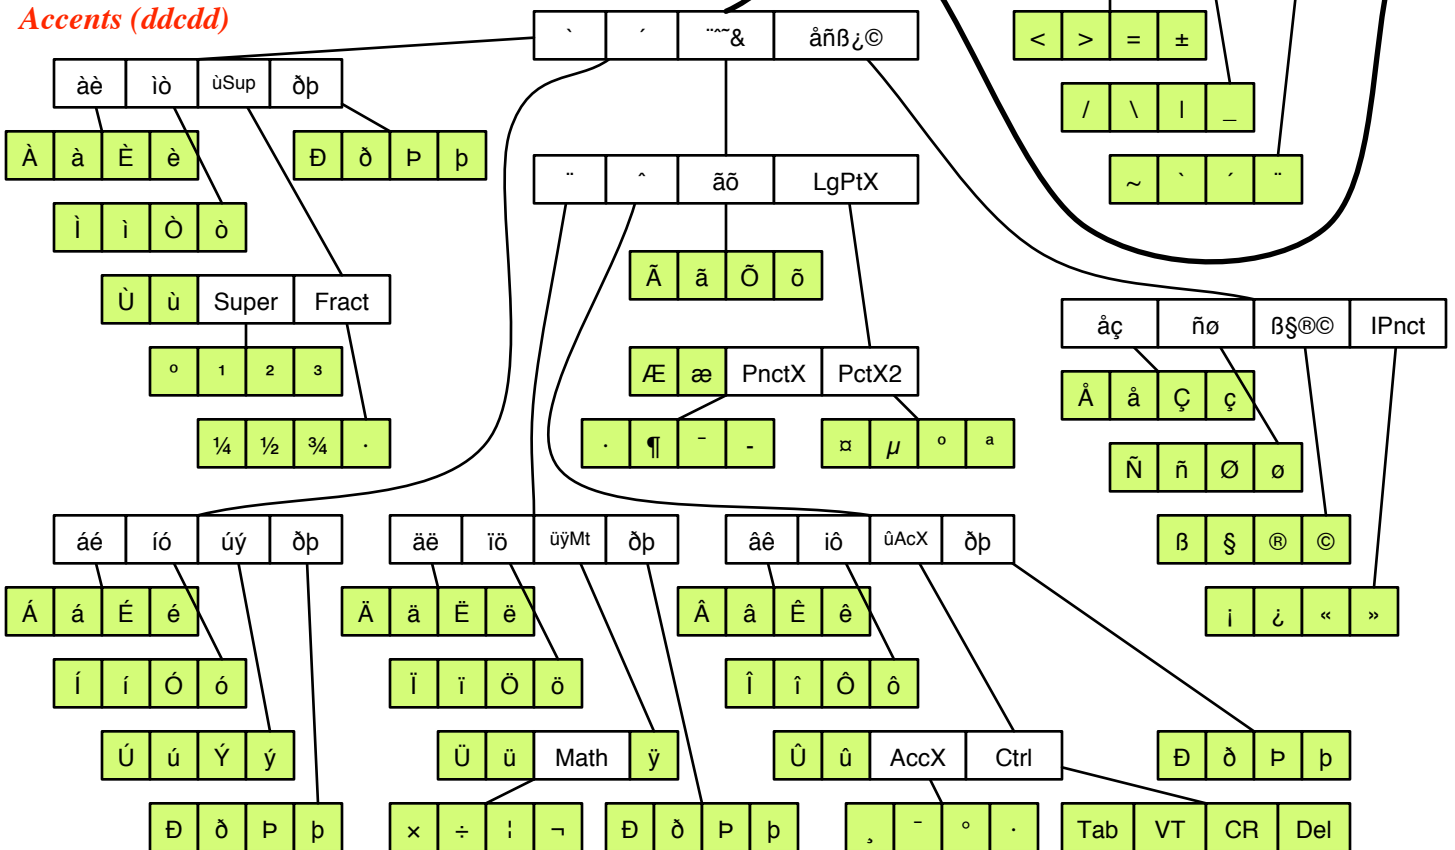 Accents (ddcdd)
` ´ ¨ˆ˜& åñß¿©
< > = ±
àè ìò ùSup ðþ
/ \ | _
À à È è
Ð ð Þ þ
¨ ˆ ãõ LgPtX
~ ` ´ ¨
Ì ì Ò ò
Ã ã Õ õ
Ù ù Super Fract
åç ñø ß§®© IPnct
º ¹ ² ³
Æ æ PnctX PctX2
Å å Ç ç
¼ ½ ¾ ·
· ¶ ¯ -
¤ µ º ª
Ñ ñ Ø ø
áé íó úý ðþ
äë ïö üÿMt ðþ
âê iô ûAcX ðþ
ß § ® ©
Á á É é
Ä ä Ë ë
Â â Ê ê
¡ ¿ « »
Í í Ó ó
Ï ï Ö ö
Î î Ô ô
Ú ú Ý ý
Ü ü Math ÿ
Û û AccX Ctrl
Ð ð Þ þ
Ð ð Þ þ
× ÷ ¦ ¬
Ð ð Þ þ
¸ ¯ ° ·
Tab VT CR Del